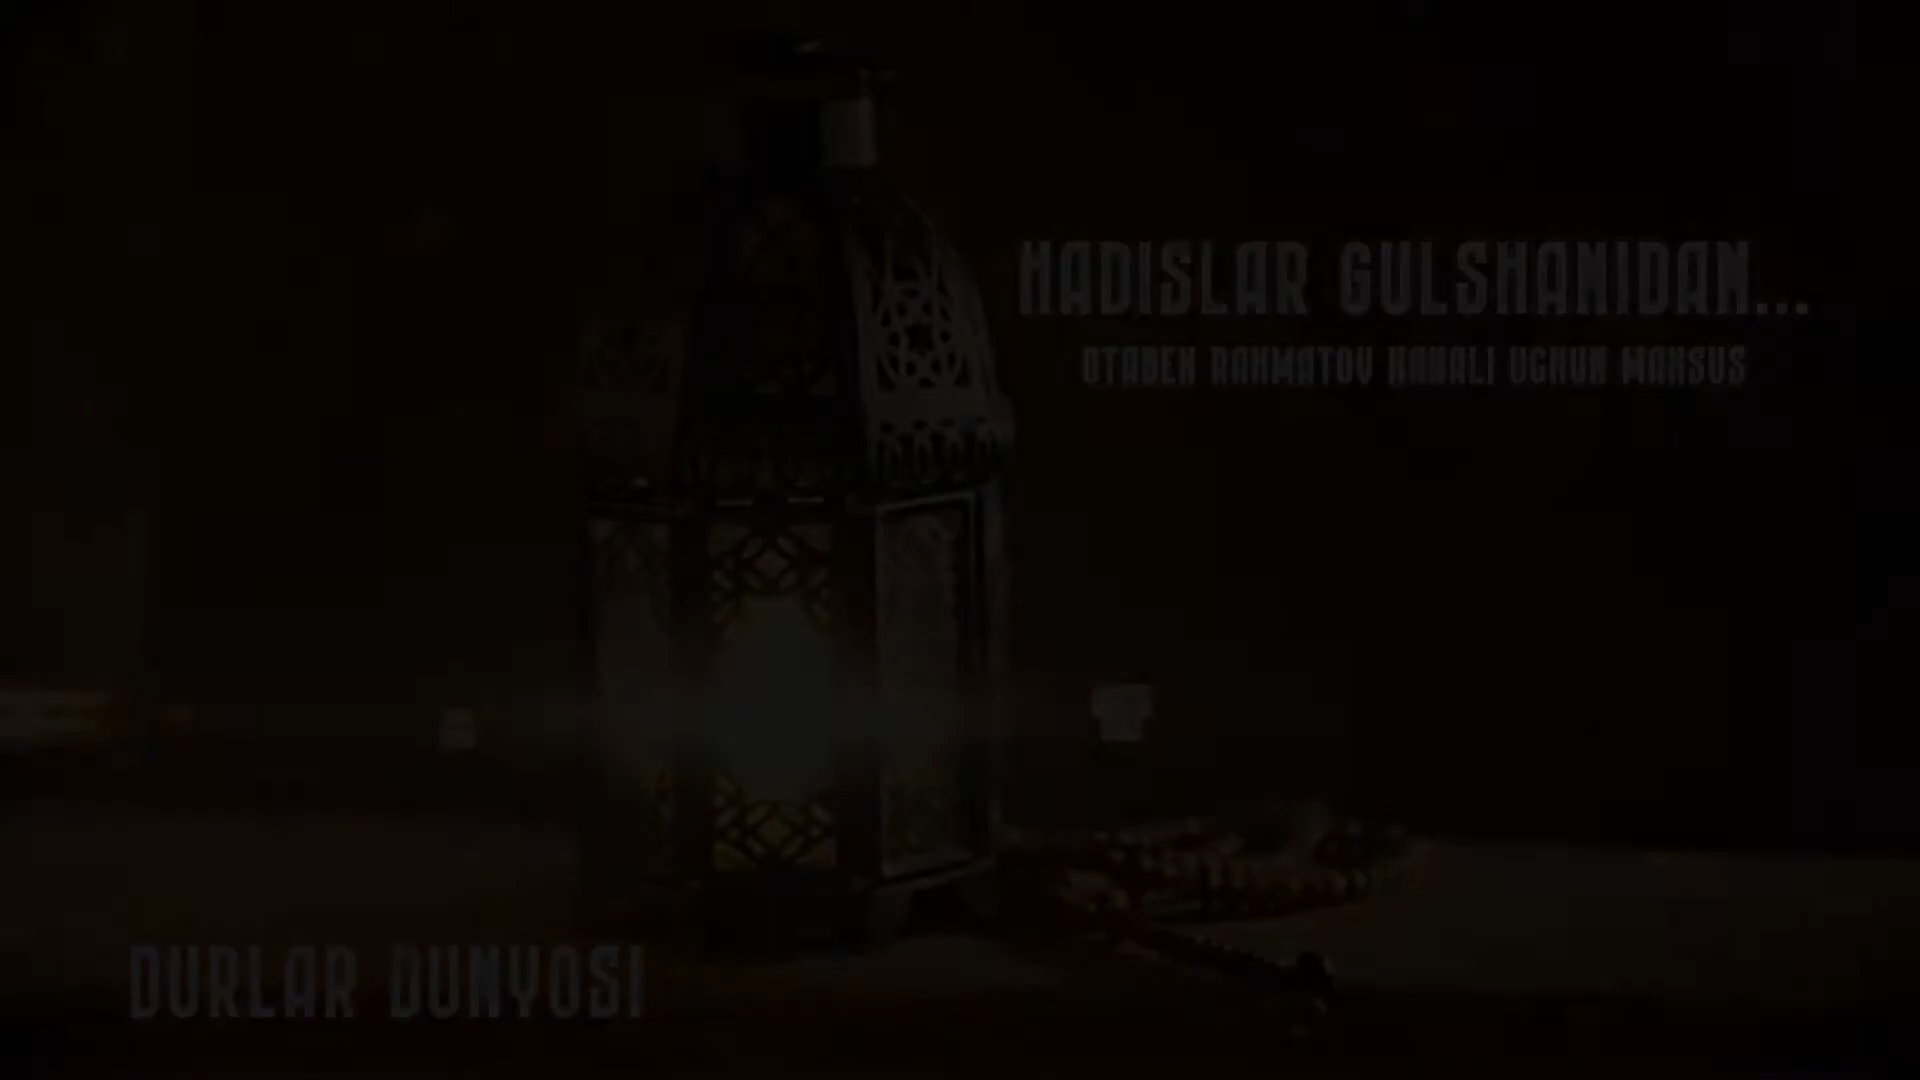 HADISLAR GULSHANIDAN...
OTABEK RAHMATOV KANALI UCHUN MAXSUS
DURLAR DUNYOSI